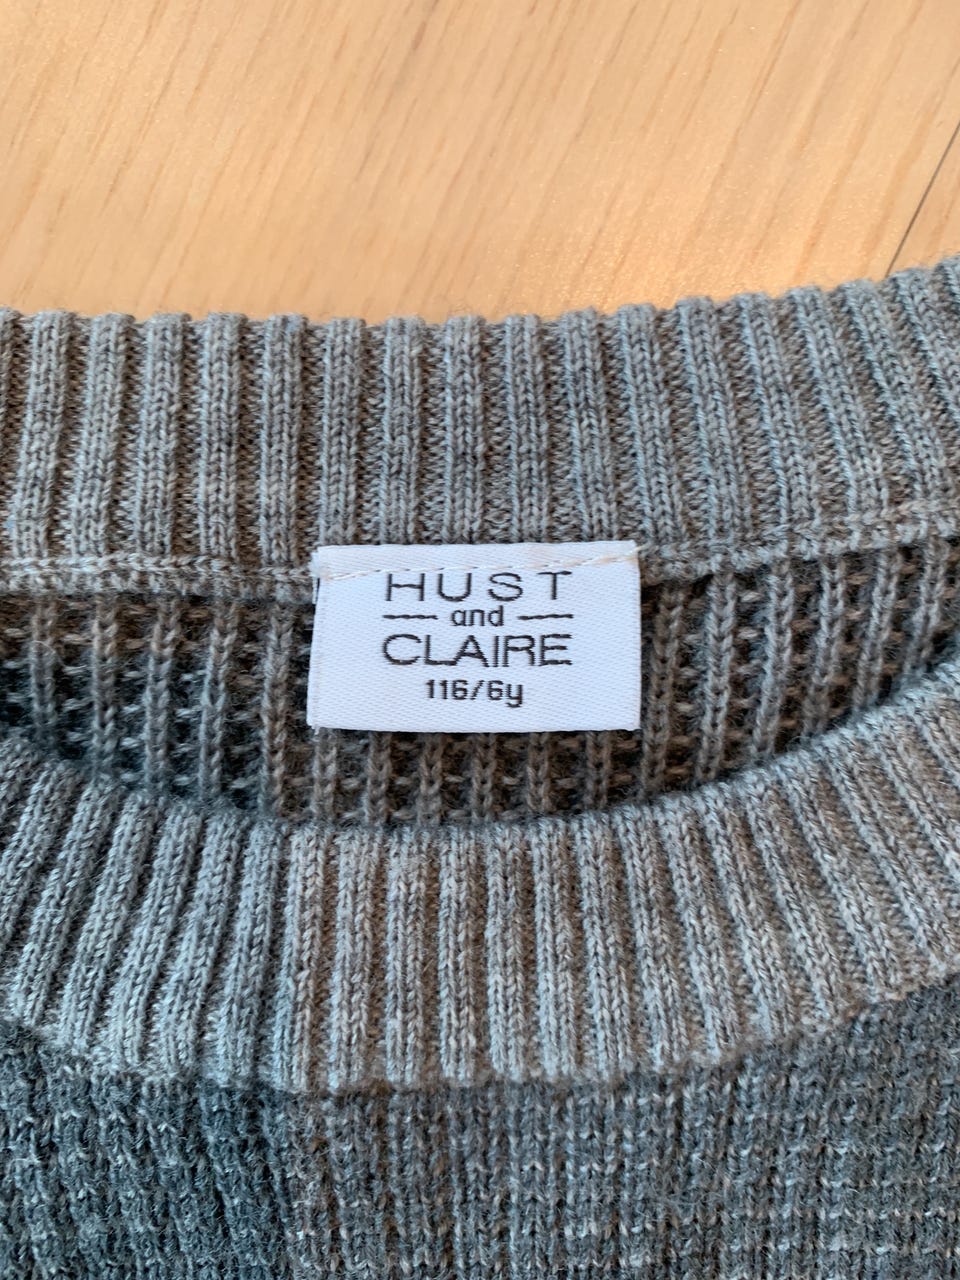 HUST
and
CLAIRE
116/6y